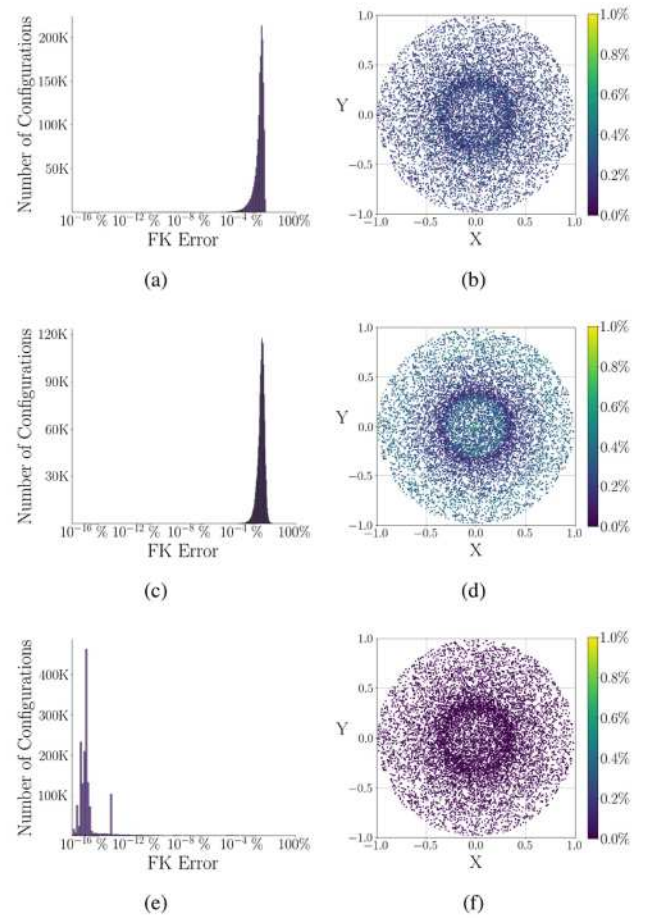 Number of Configurations
200K
150K
100K
50K
10⁻¹⁶ % 10⁻¹² % 10⁻⁸ % 10⁻⁴ % 100%
FK Error
(a)
Y
1.0
0.5
0.0
−0.5
−1.0
−1.0 −0.5 0.0 0.5 1.0
X
1.0%
0.8%
0.6%
0.4%
0.2%
0.0%
(b)
Number of Configurations
120K
90K
60K
30K
10⁻¹⁶ % 10⁻¹² % 10⁻⁸ % 10⁻⁴ % 100%
FK Error
(c)
Y
1.0
0.5
0.0
−0.5
−1.0
−1.0 −0.5 0.0 0.5 1.0
X
1.0%
0.8%
0.6%
0.4%
0.2%
0.0%
(d)
Number of Configurations
400K
300K
200K
100K
10⁻¹⁶ % 10⁻¹² % 10⁻⁸ % 10⁻⁴ % 100%
FK Error
(e)
Y
1.0
0.5
0.0
−0.5
−1.0
−1.0 −0.5 0.0 0.5 1.0
X
1.0%
0.8%
0.6%
0.4%
0.2%
0.0%
(f)